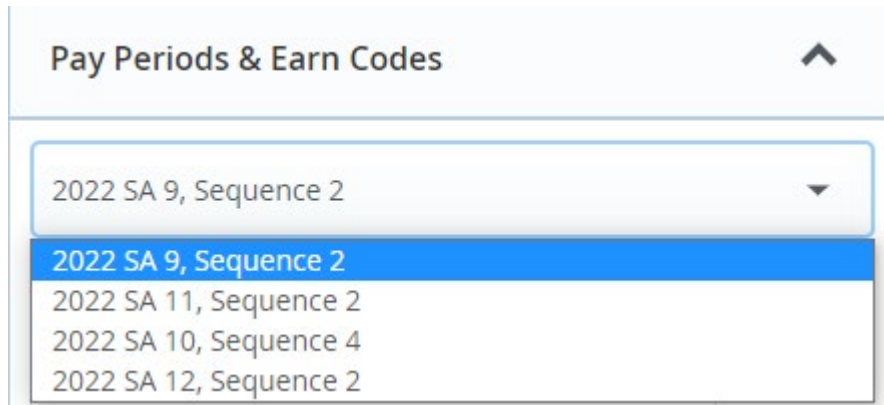 Pay Periods & Earn Codes
2022 SA 9, Sequence 2
2022 SA 9, Sequence 2
2022 SA 11, Sequence 2
2022 SA 10, Sequence 4
2022 SA 12, Sequence 2